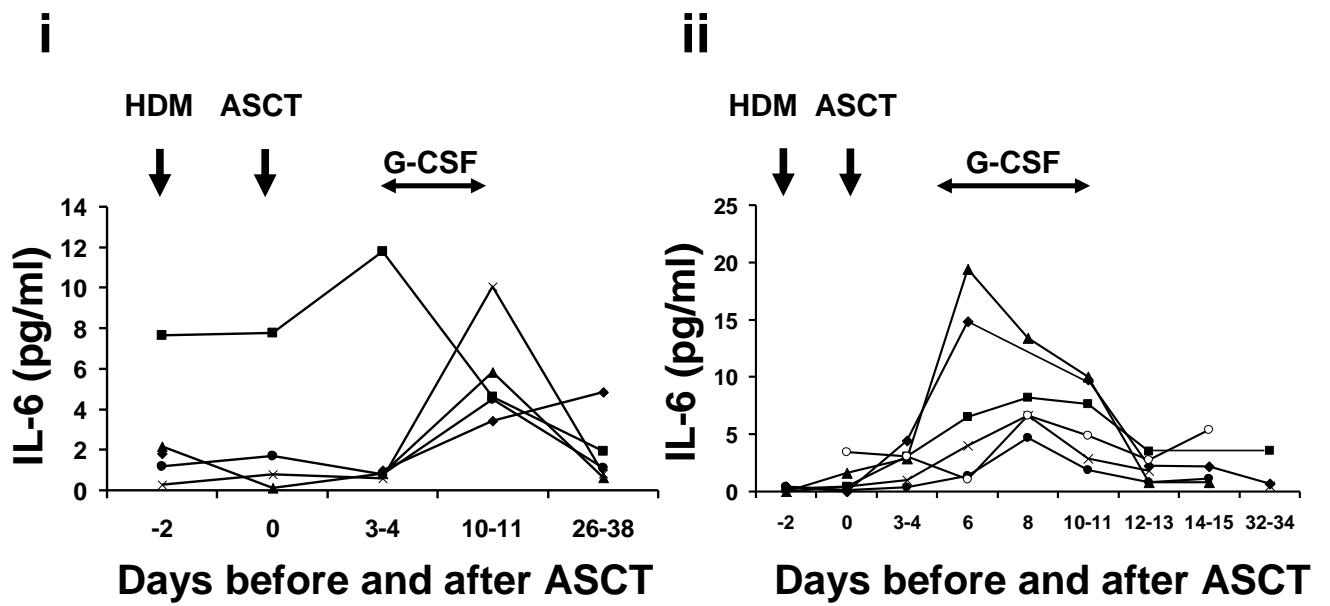 i
HDM ASCT
G-CSF
14
12
10
8
6
4
2
0
IL-6 (pg/ml)
-2 0 3-4 10-11 26-38
Days before and after ASCT
ii
HDM ASCT
G-CSF
25
20
15
10
5
0
IL-6 (pg/ml)
-2 0 3-4 6 8 10-11 12-13 14-15 32-34
Days before and after ASCT